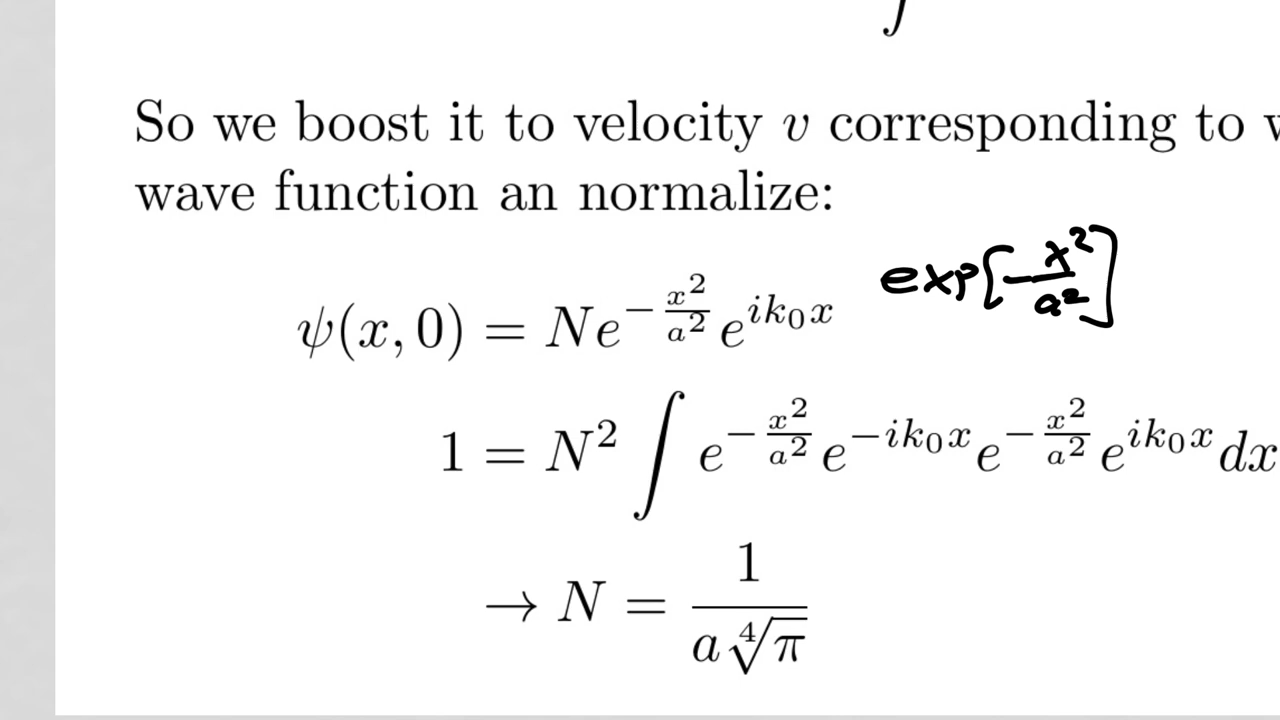 So we boost it to velocity v corresponding to
wave function an normalize:
exp[-x²/a²]
ψ(x, 0) = Ne^{-x²/a²} e^{ik₀x}
1 = N² ∫ e^{-x²/a²} e^{-ik₀x} e^{-x²/a²} e^{ik₀x} dx
→ N = 1/(a ∜π)